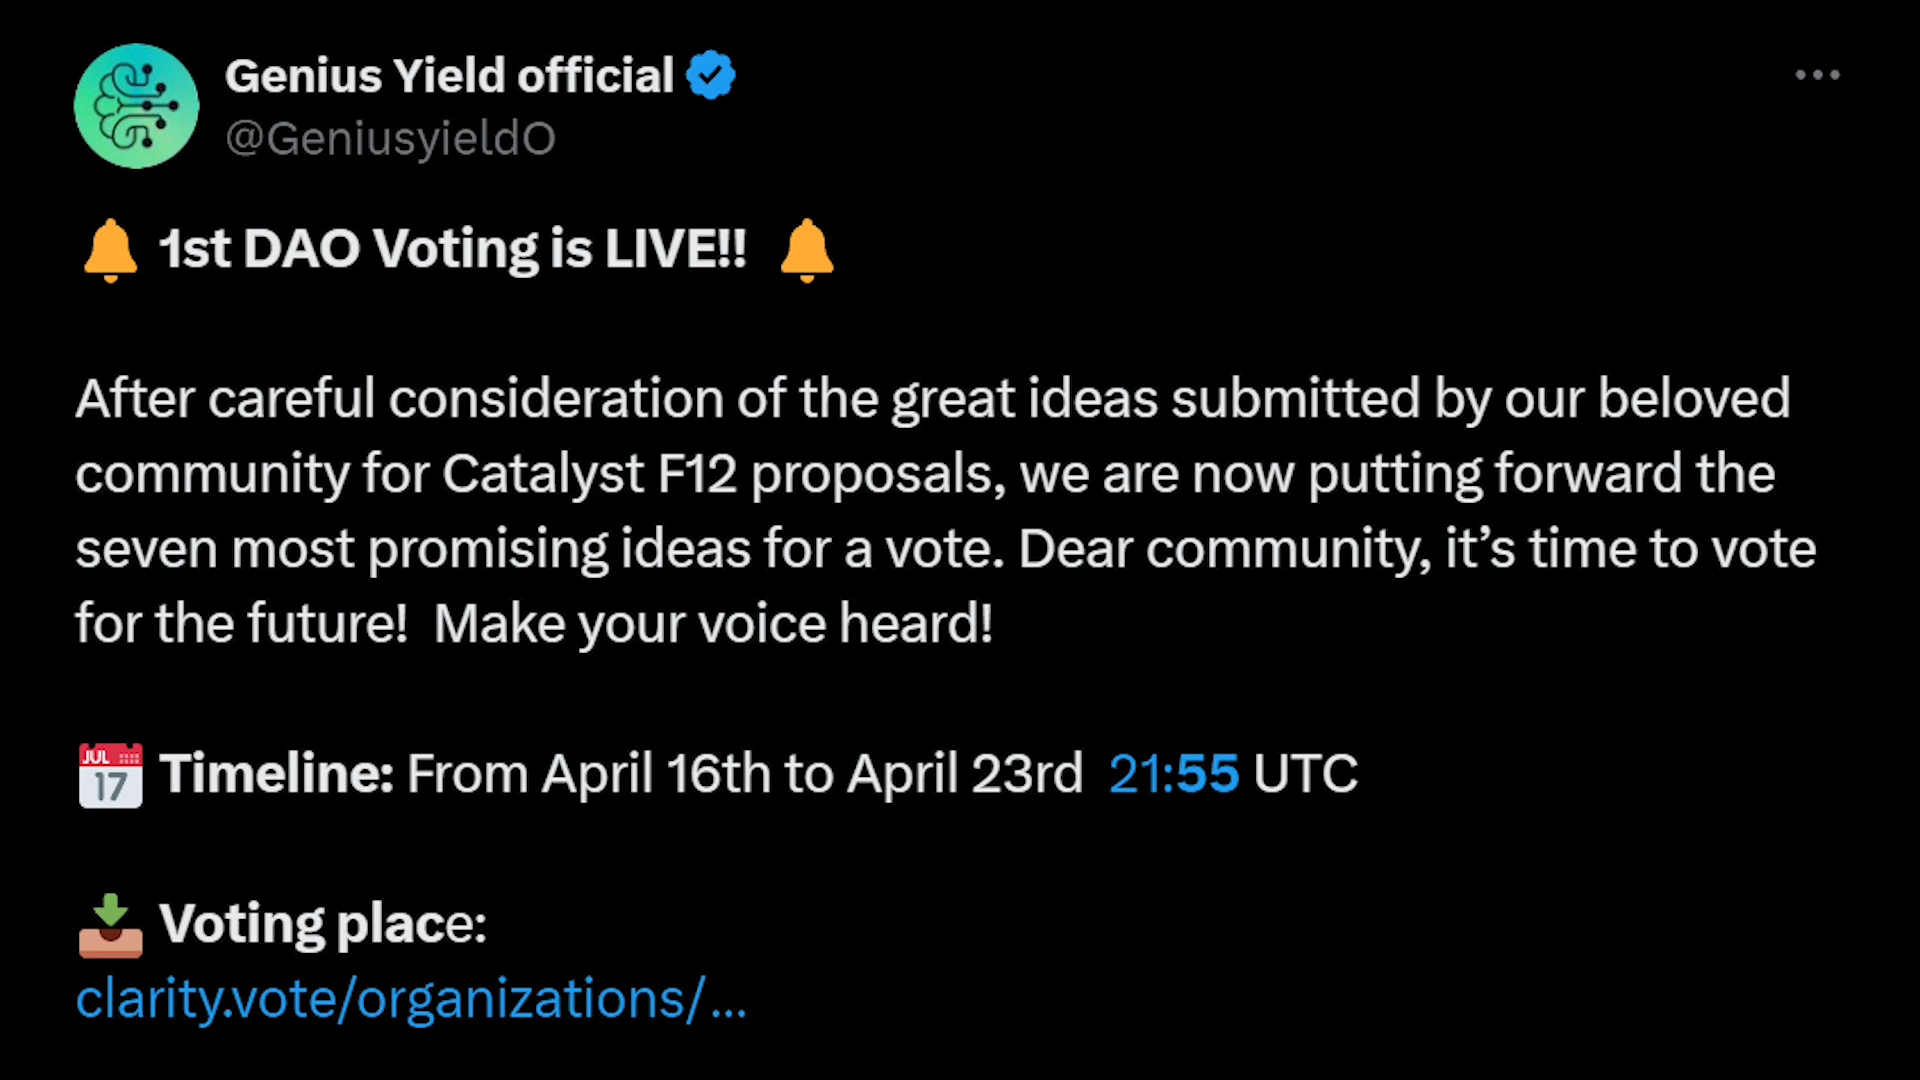 Genius Yield official
@GeniusyieldO
1st DAO Voting is LIVE!!
After careful consideration of the great ideas submitted by our beloved
community for Catalyst F12 proposals, we are now putting forward the
seven most promising ideas for a vote. Dear community, it’s time to vote
for the future!  Make your voice heard!
JUL
17
Timeline: From April 16th to April 23rd  21:55 UTC
Voting place:
clarity.vote/organizations/…